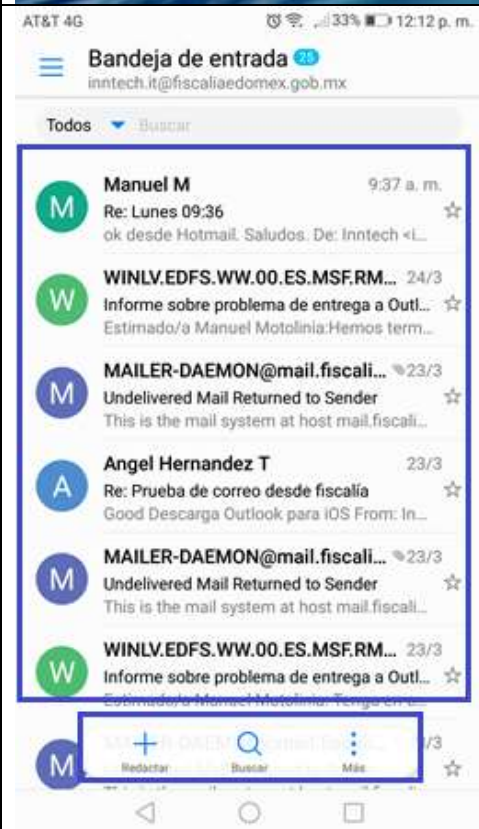 AT&T 4G 33% 12:12 p. m.
Bandeja de entrada 25
inntech.it@fiscaliaedomex.gob.mx
Todos Buscar
Manuel M 9:37 a. m.
Re: Lunes 09:36
ok desde Hotmail. Saludos. De: Inntech <i...
WINLV.EDFS.WW.00.ES.MSF.RM... 24/3
Informe sobre problema de entrega a Outl...
Estimado/a Manuel Motolinia:Hemos term...
MAILER-DAEMON@mail.fiscali... 23/3
Undelivered Mail Returned to Sender
This is the mail system at host mail.fiscali...
Angel Hernandez T 23/3
Re: Prueba de correo desde fiscalía
Good Descarga Outlook para iOS From: In...
MAILER-DAEMON@mail.fiscali... 23/3
Undelivered Mail Returned to Sender
This is the mail system at host mail.fiscali...
WINLV.EDFS.WW.00.ES.MSF.RM... 23/3
Informe sobre problema de entrega a Outl...
Estimado/a Manuel Motolinia: Tenga en c...
Redactar Buscar Más